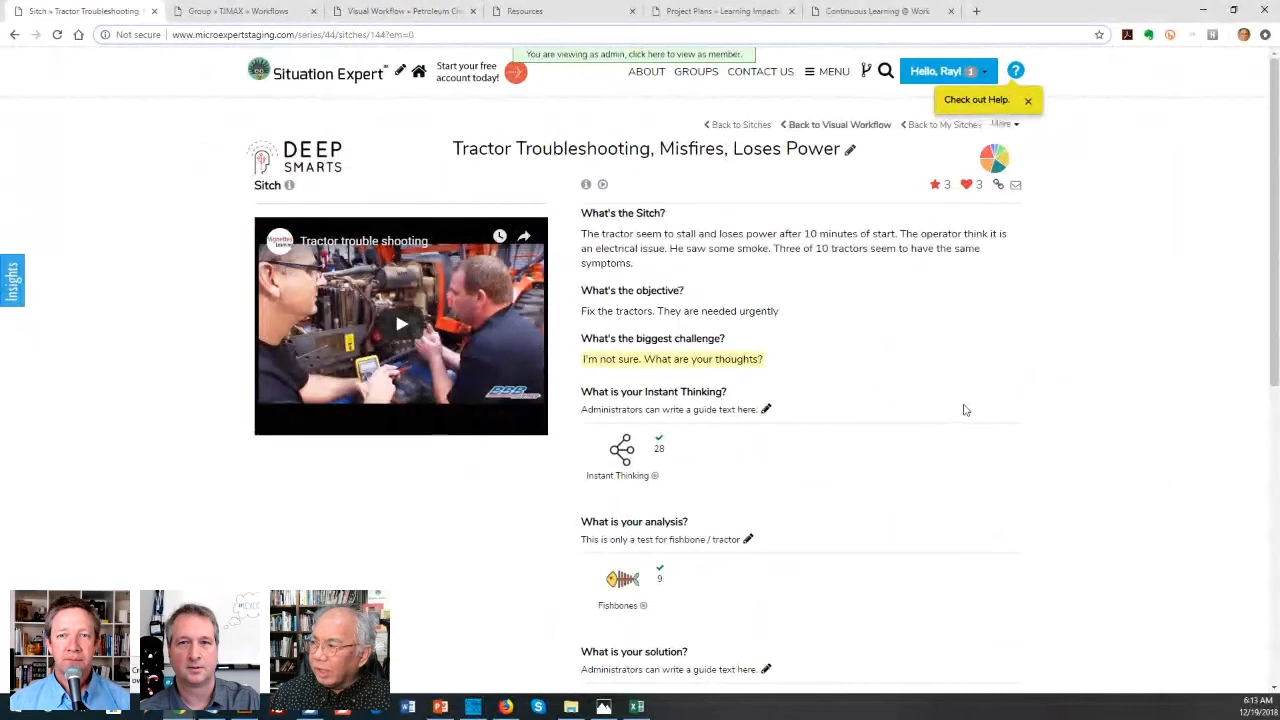 Sitch » Tractor Troubleshootin
Group » TJMAX » Workflows
Visual Workflow » Petroleum Ch
Resources
Project Plans » Learning Impacts
Continuous Learning @ Work
Not secure
www.microexpertstaging.com/series/44/sitches/144?em=0
You are viewing as admin, click here to view as member.
Situation Expert
Start your free
account today!
ABOUT GROUPS CONTACT US MENU
Hello, Ray! 1
Check out Help.
Back to Sitches Back to Visual Workflow Back to My Sitches More
DEEP
SMARTS
Tractor Troubleshooting, Misfires, Loses Power
Sitch
3 3
Vignettes
Learning
Tractor trouble shooting
BBB
What's the Sitch?
The tractor seem to stall and loses power after 10 minutes of start. The operator think it is
an electrical issue. He saw some smoke. Three of 10 tractors seem to have the same
symptoms.
What's the objective?
Fix the tractors. They are needed urgently
What's the biggest challenge?
I'm not sure. What are your thoughts?
What is your Instant Thinking?
Administrators can write a guide text here.
28
Instant Thinking
What is your analysis?
This is only a test for fishbone / tractor
9
Fishbones
What is your solution?
Administrators can write a guide text here.
Insights
6:13 AM
12/19/2018